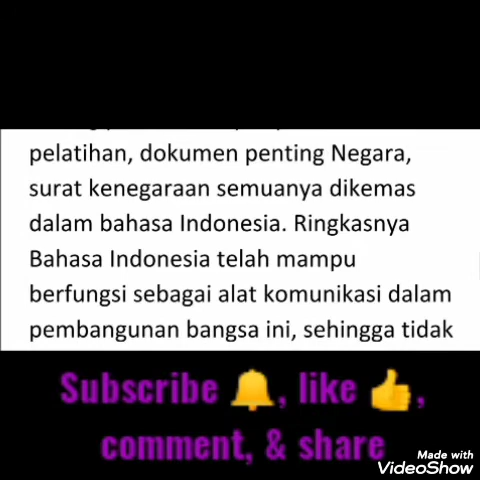 pelatihan, dokumen penting Negara,
surat kenegaraan semuanya dikemas
dalam bahasa Indonesia. Ringkasnya
Bahasa Indonesia telah mampu
berfungsi sebagai alat komunikasi dalam
pembangunan bangsa ini, sehingga tidak
Subscribe 🔔, like 👍,
comment, & share
Made with
VideoShow